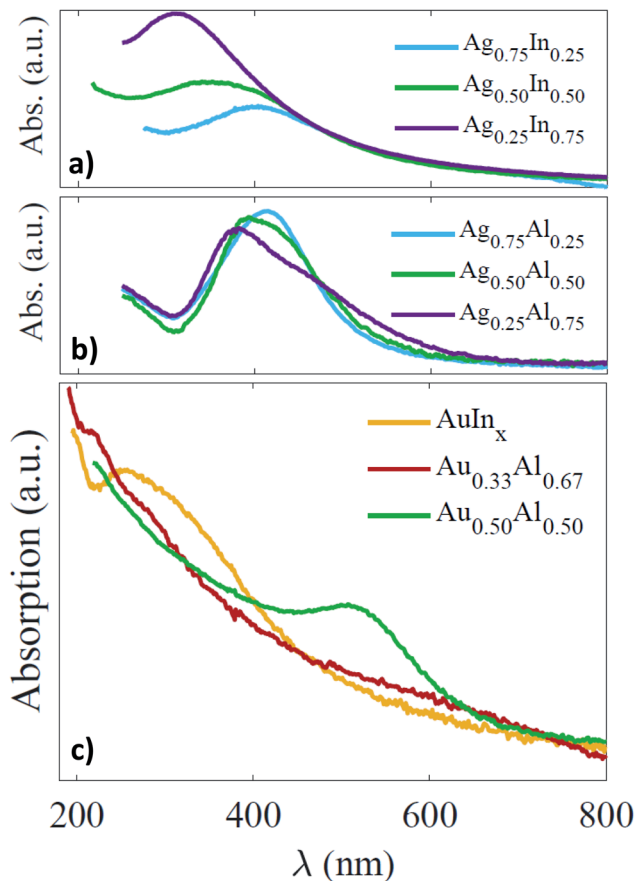 Abs. (a.u.)
Ag0.75In0.25
Ag0.50In0.50
Ag0.25In0.75
a)
Abs. (a.u.)
Ag0.75Al0.25
Ag0.50Al0.50
Ag0.25Al0.75
b)
Absorption (a.u.)
AuInx
Au0.33Al0.67
Au0.50Al0.50
c)
200 400 600 800
λ (nm)